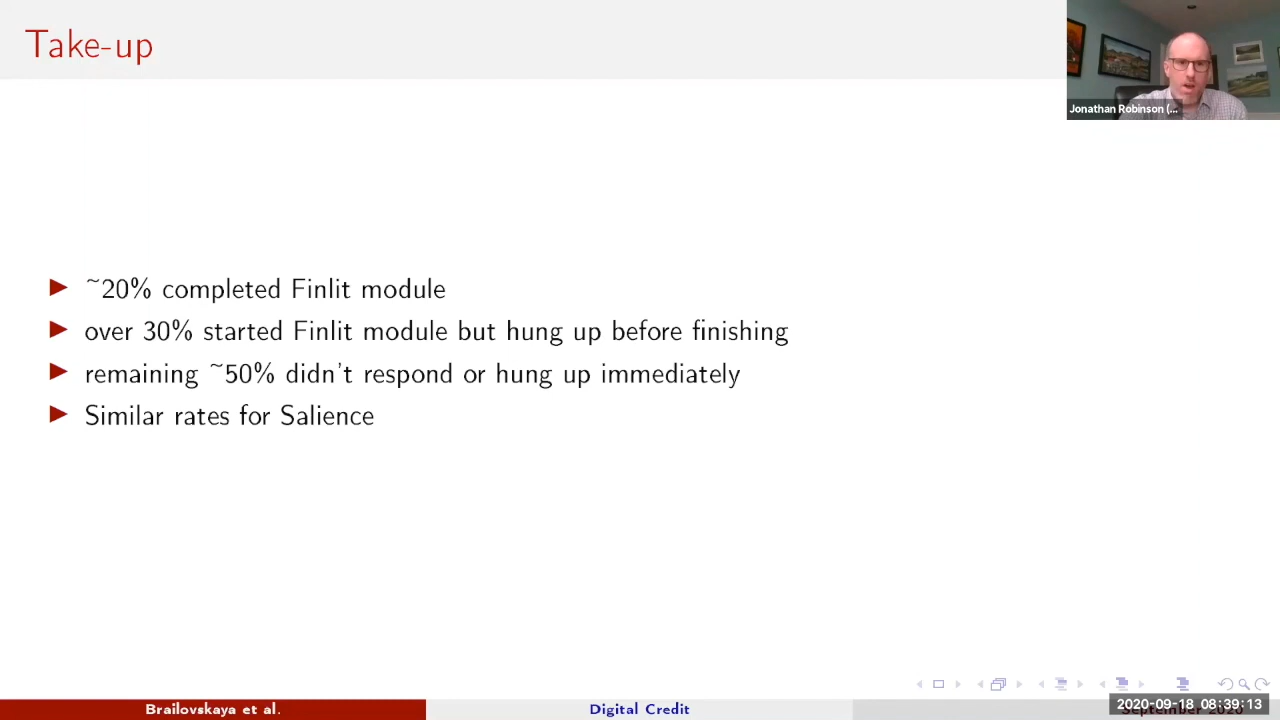 Take-up
Jonathan Robinson (...
~20% completed Finlit module
over 30% started Finlit module but hung up before finishing
remaining ~50% didn't respond or hung up immediately
Similar rates for Salience
Brailovskaya et al.
Digital Credit
September 2020
2020-09-18 08:39:13